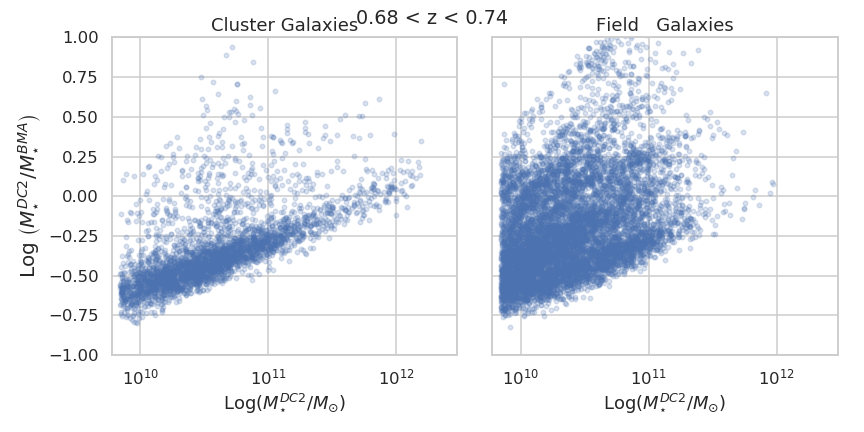 0.68 < z < 0.74
Cluster Galaxies
Field Galaxies
Log (M⋆^{DC2}/M⋆^{BMA})
1.00
0.75
0.50
0.25
0.00
−0.25
−0.50
−0.75
−1.00
10^{10} 10^{11} 10^{12}
Log(M⋆^{DC2}/M⊙)
10^{10} 10^{11} 10^{12}
Log(M⋆^{DC2}/M⊙)